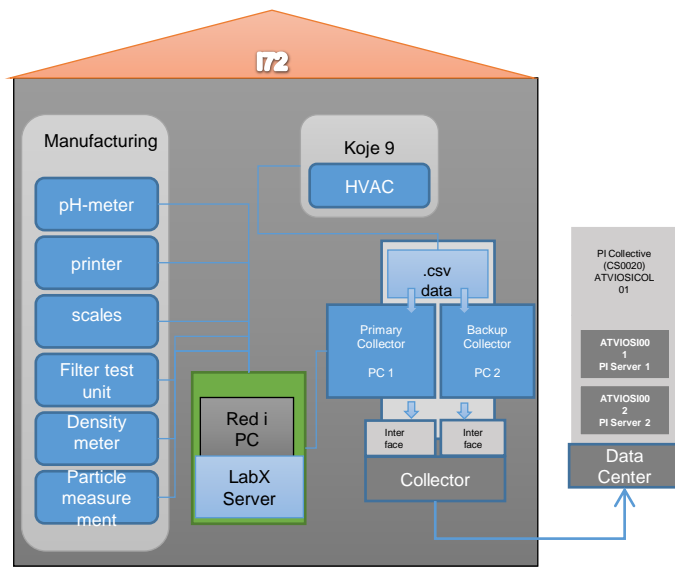 I72
Manufacturing
pH-meter
printer
scales
Filter test
unit
Density
meter
Particle
measure
ment
Koje 9
HVAC
.csv
data
Primary
Collector
PC 1
Backup
Collector
PC 2
Red i
PC
LabX
Server
Inter
face
Inter
face
Collector
PI Collective
(CS0020)
ATVIOSICOL
01
ATVIOSI00
1
PI Server 1
ATVIOSI00
2
PI Server 2
Data
Center